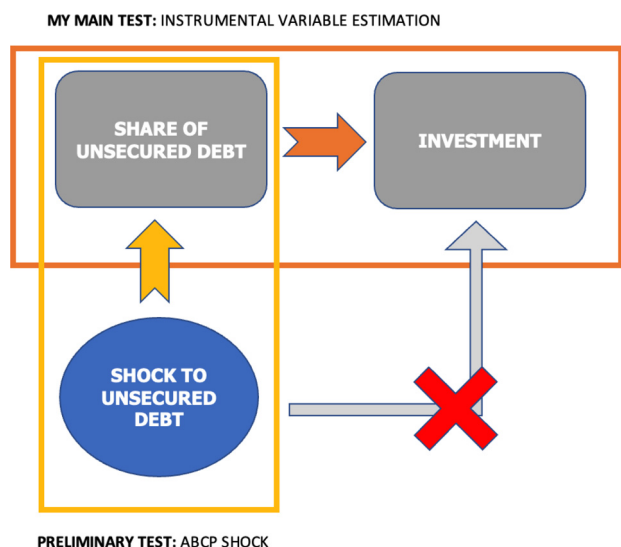 MY MAIN TEST: INSTRUMENTAL VARIABLE ESTIMATION
SHARE OF
UNSECURED DEBT
INVESTMENT
SHOCK TO
UNSECURED
DEBT
PRELIMINARY TEST: ABCP SHOCK